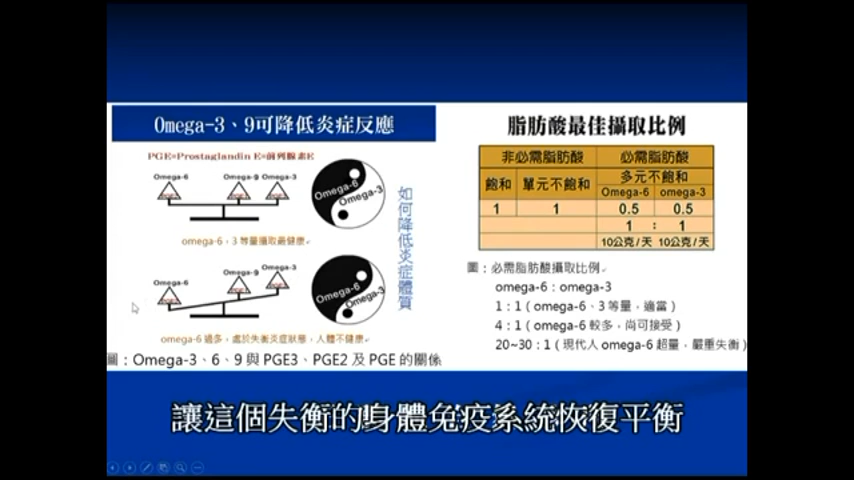 Omega-3、9可降低炎症反應
PGE=Prostaglandin E=前列腺素E
Omega-6 Omega-9 Omega-3
Omega-6
Omega-3
omega-6，3 等量攝取最健康
Omega-6 Omega-9 Omega-3
Omega-6
Omega-3
omega-6 過多，處於失衡炎症狀態，人體不健康
如何降低炎症體質
圖：Omega-3、6、9 與 PGE3、PGE2 及 PGE 的關係
脂肪酸最佳攝取比例
非必需脂肪酸 必需脂肪酸
飽和 單元不飽和 多元不飽和
Omega-6 omega-3
1 1 0.5 0.5
1 : 1
10公克/天 10公克/天
圖：必需脂肪酸攝取比例
omega-6：omega-3
1：1（omega-6、3 等量，適當）
4：1（omega-6 較多，尚可接受）
20~30：1（現代人 omega-6 超量，嚴重失衡）
讓這個失衡的身體免疫系統恢復平衡